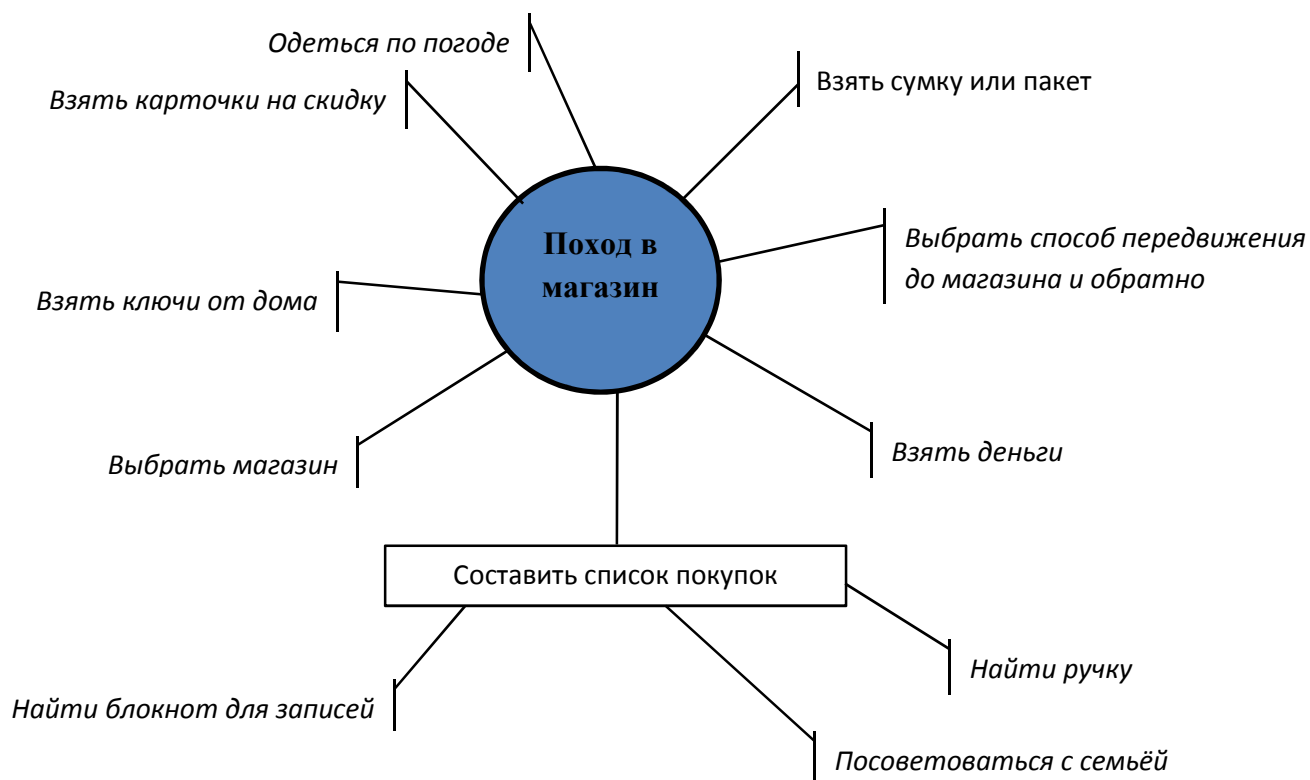 Одеться по погоде
Взять карточки на скидку
Взять сумку или пакет
Поход в
магазин
Выбрать способ передвижения
до магазина и обратно
Взять ключи от дома
Выбрать магазин
Взять деньги
Составить список покупок
Найти ручку
Найти блокнот для записей
Посоветоваться с семьёй